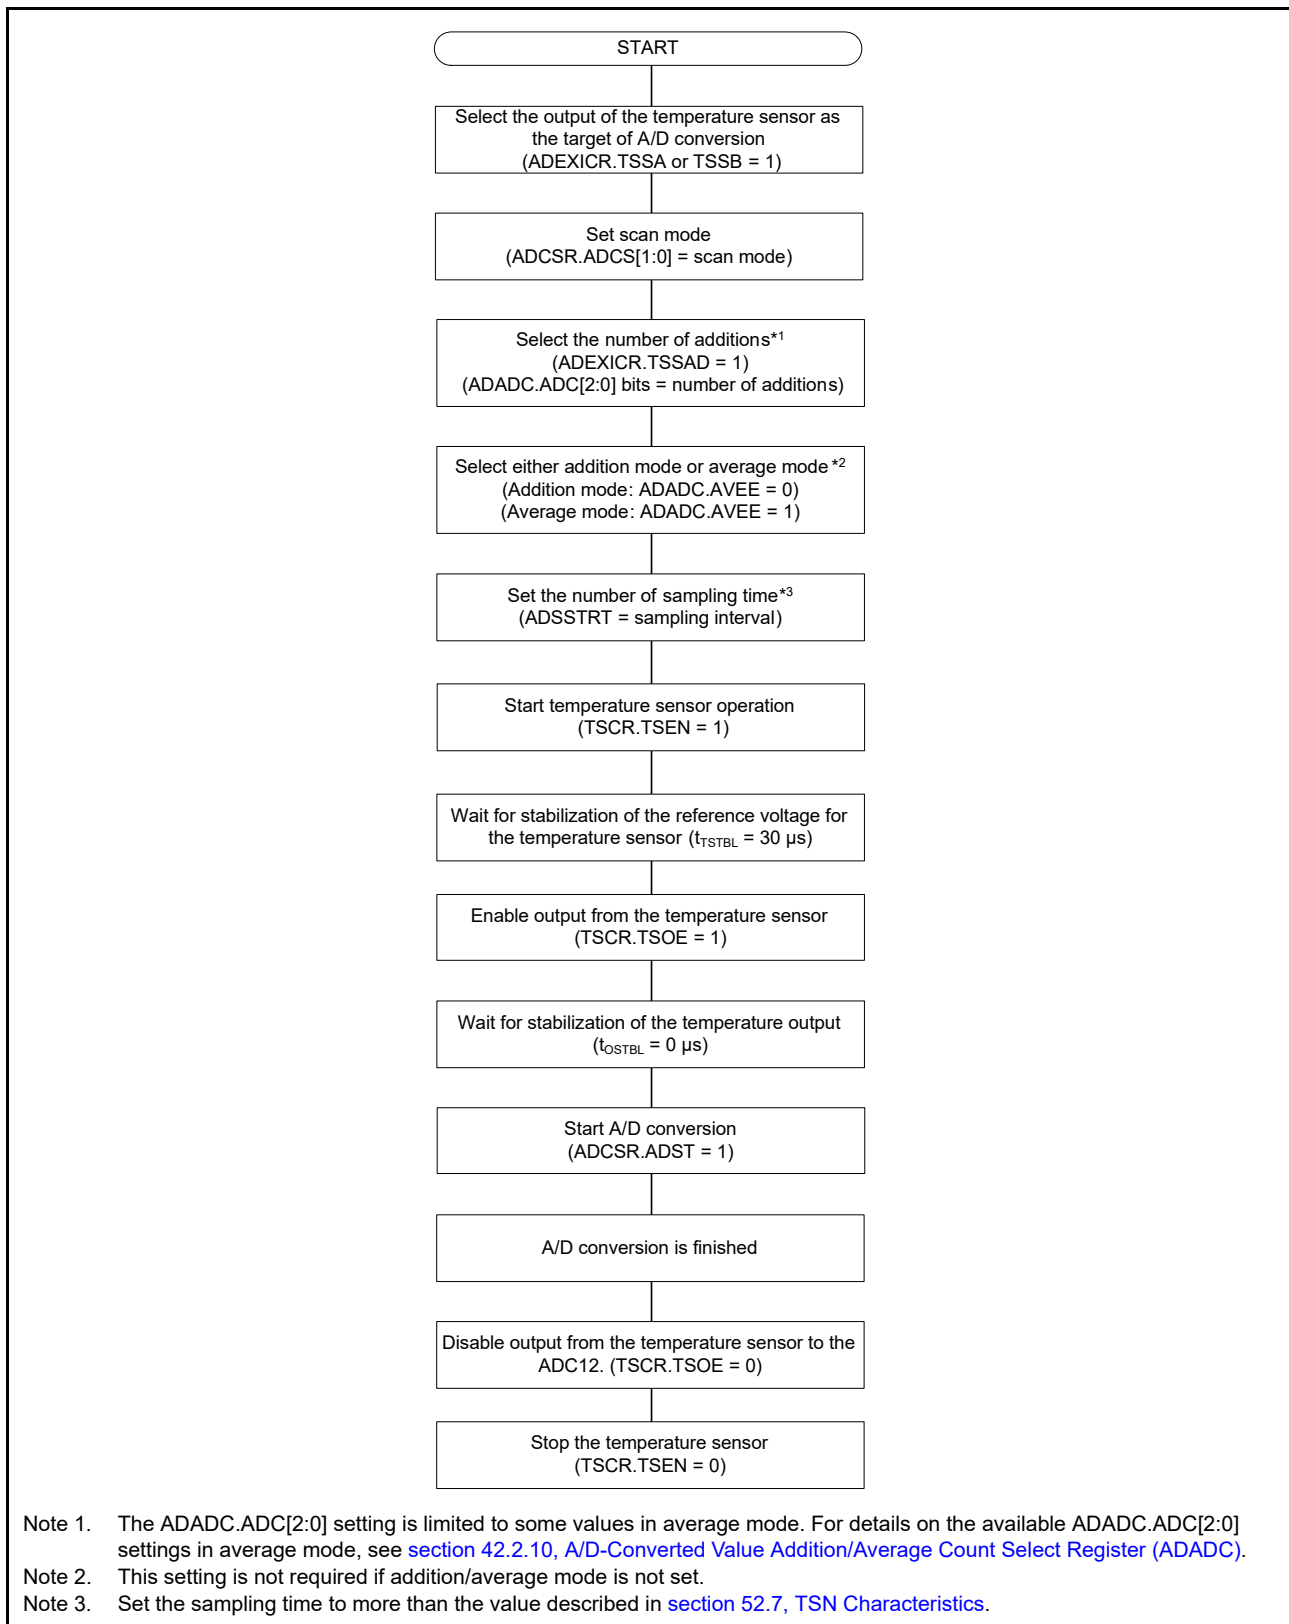 START
Select the output of the temperature sensor as
the target of A/D conversion
(ADEXICR.TSSA or TSSB = 1)
Set scan mode
(ADCSR.ADCS[1:0] = scan mode)
Select the number of additions*1
(ADEXICR.TSSAD = 1)
(ADADC.ADC[2:0] bits = number of additions)
Select either addition mode or average mode*2
(Addition mode: ADADC.AVEE = 0)
(Average mode: ADADC.AVEE = 1)
Set the number of sampling time*3
(ADSSTRT = sampling interval)
Start temperature sensor operation
(TSCR.TSEN = 1)
Wait for stabilization of the reference voltage for
the temperature sensor (tTSTBL = 30 µs)
Enable output from the temperature sensor
(TSCR.TSOE = 1)
Wait for stabilization of the temperature output
(tOSTBL = 0 µs)
Start A/D conversion
(ADCSR.ADST = 1)
A/D conversion is finished
Disable output from the temperature sensor to the
ADC12. (TSCR.TSOE = 0)
Stop the temperature sensor
(TSCR.TSEN = 0)
Note 1. The ADADC.ADC[2:0] setting is limited to some values in average mode. For details on the available ADADC.ADC[2:0]
settings in average mode, see section 42.2.10, A/D-Converted Value Addition/Average Count Select Register (ADADC).
Note 2. This setting is not required if addition/average mode is not set.
Note 3. Set the sampling time to more than the value described in section 52.7, TSN Characteristics.